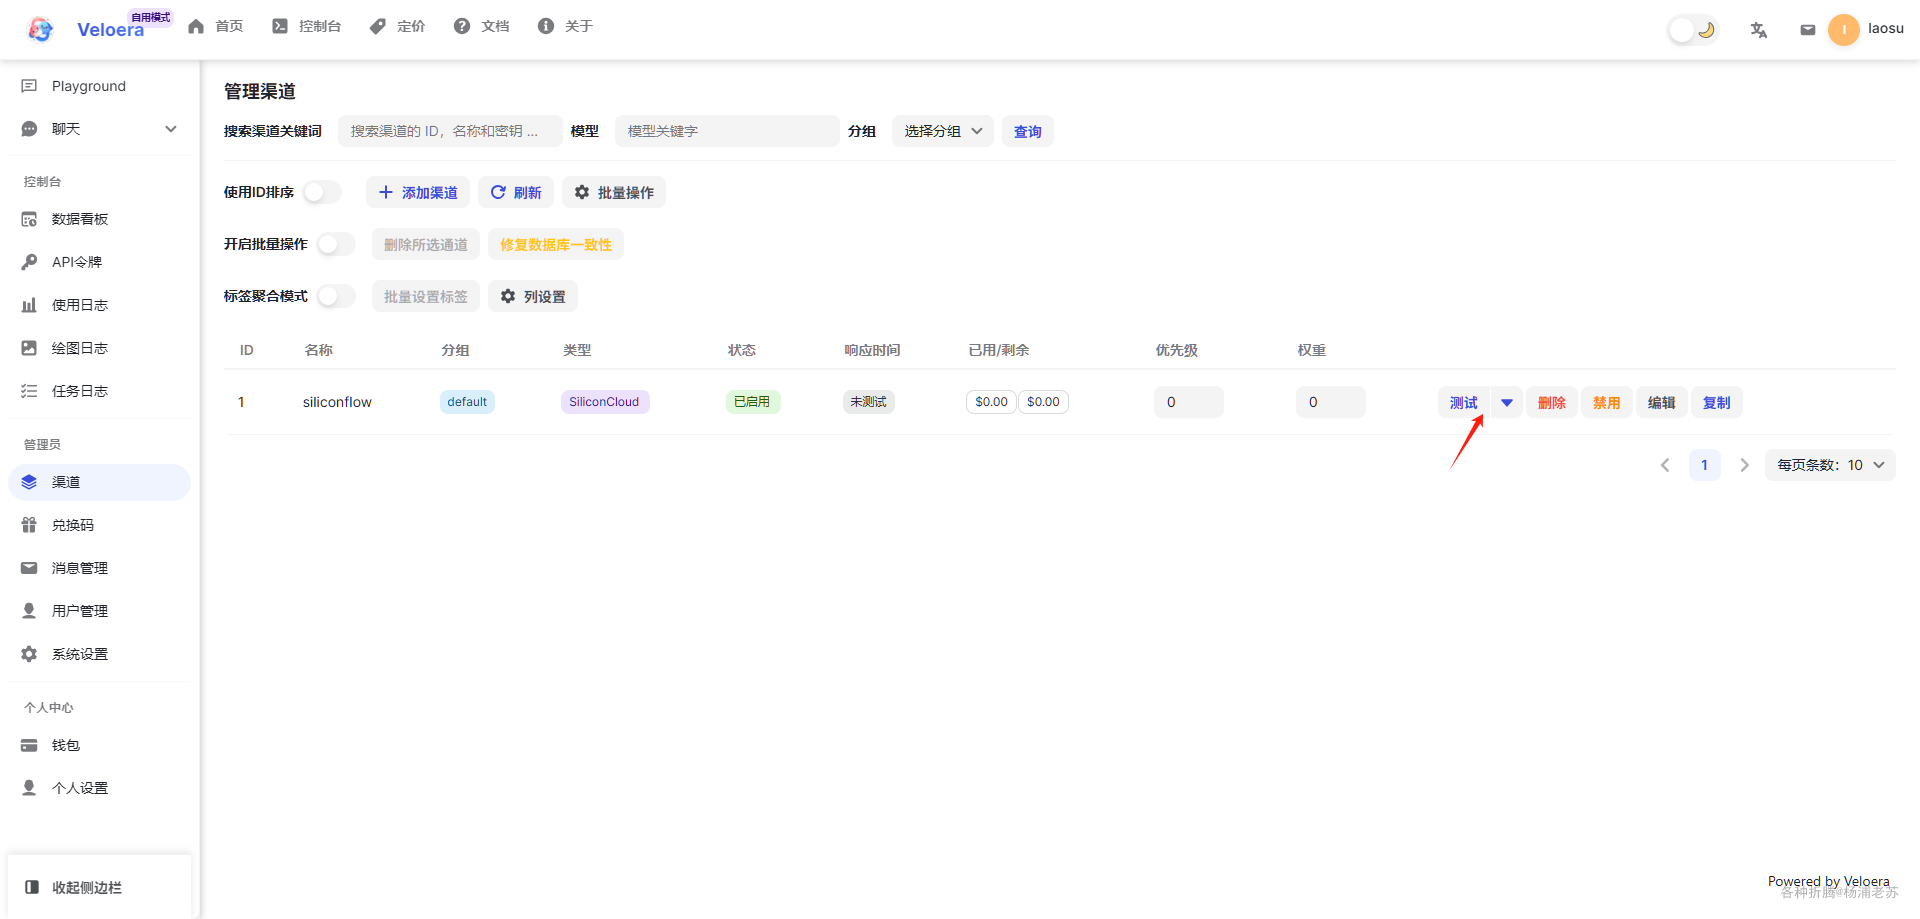 Veloera
自用模式
首页
控制台
定价
文档
关于
laosu
Playground
聊天
控制台
数据看板
API令牌
使用日志
绘图日志
任务日志
管理员
渠道
兑换码
消息管理
用户管理
系统设置
个人中心
钱包
个人设置
收起侧边栏
管理渠道
搜索渠道关键词 搜索渠道的 ID，名称和密钥 ... 模型 模型关键字 分组 选择分组 查询
使用ID排序 添加渠道 刷新 批量操作
开启批量操作 删除所选通道 修复数据库一致性
标签聚合模式 批量设置标签 列设置
ID 名称 分组 类型 状态 响应时间 已用/剩余 优先级 权重
1 siliconflow default SiliconCloud 已启用 未测试 $0.00 $0.00 0 0 测试 删除 禁用 编辑 复制
1 每页条数：10
Powered by Veloera
各种折腾@杨浦老苏